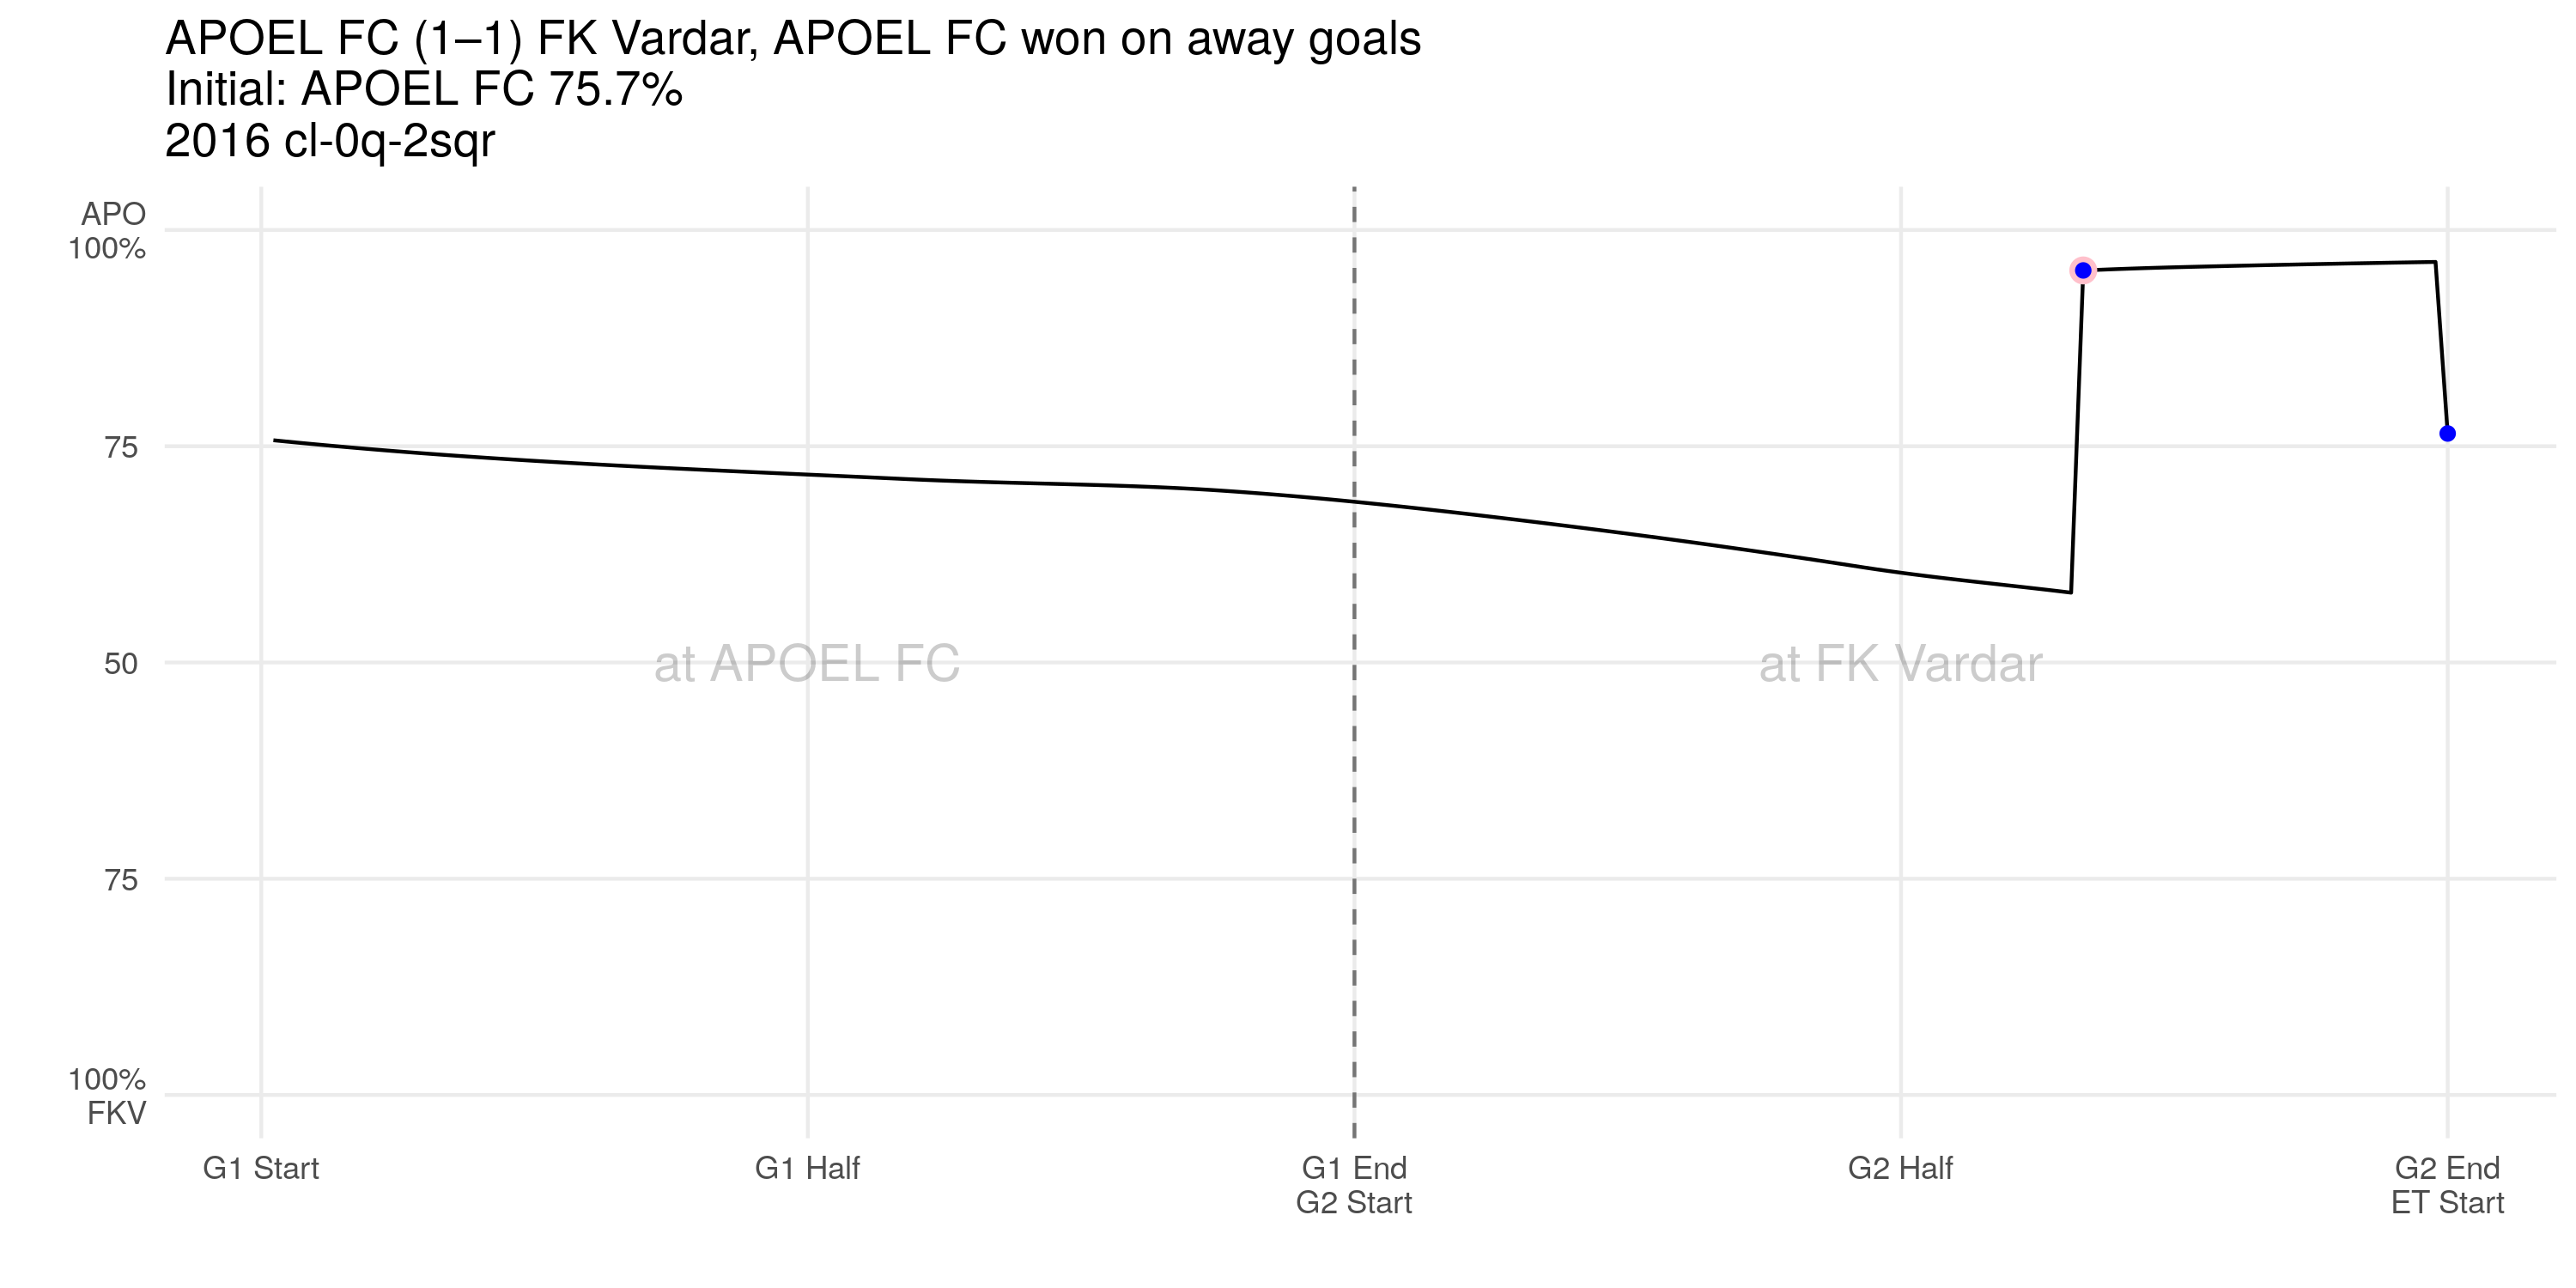 APOEL FC (1–1) FK Vardar, APOEL FC won on away goals
Initial: APOEL FC 75.7%
2016 cl-0q-2sqr
APO
100%
75
50
75
100%
FKV
at APOEL FC
at FK Vardar
G1 Start
G1 Half
G1 End
G2 Start
G2 Half
G2 End
ET Start